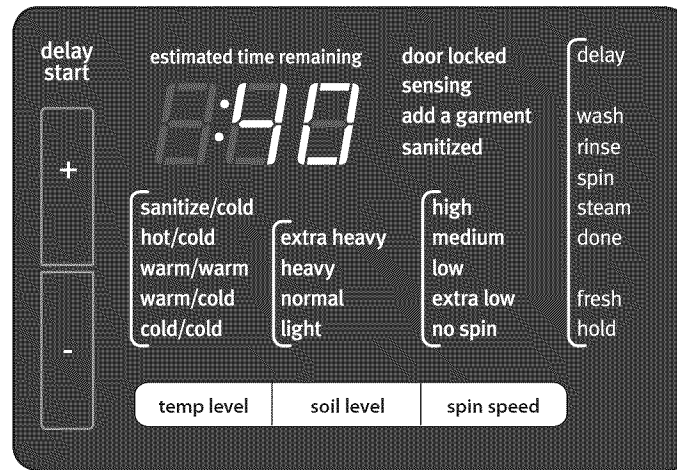 delay
start
+
-
estimated time remaining
:40
door locked
sensing
add a garment
sanitized
delay
wash
rinse
spin
steam
done
fresh
hold
sanitize/cold
hot/cold
warm/warm
warm/cold
cold/cold
extra heavy
heavy
normal
light
high
medium
low
extra low
no spin
temp level
soil level
spin speed